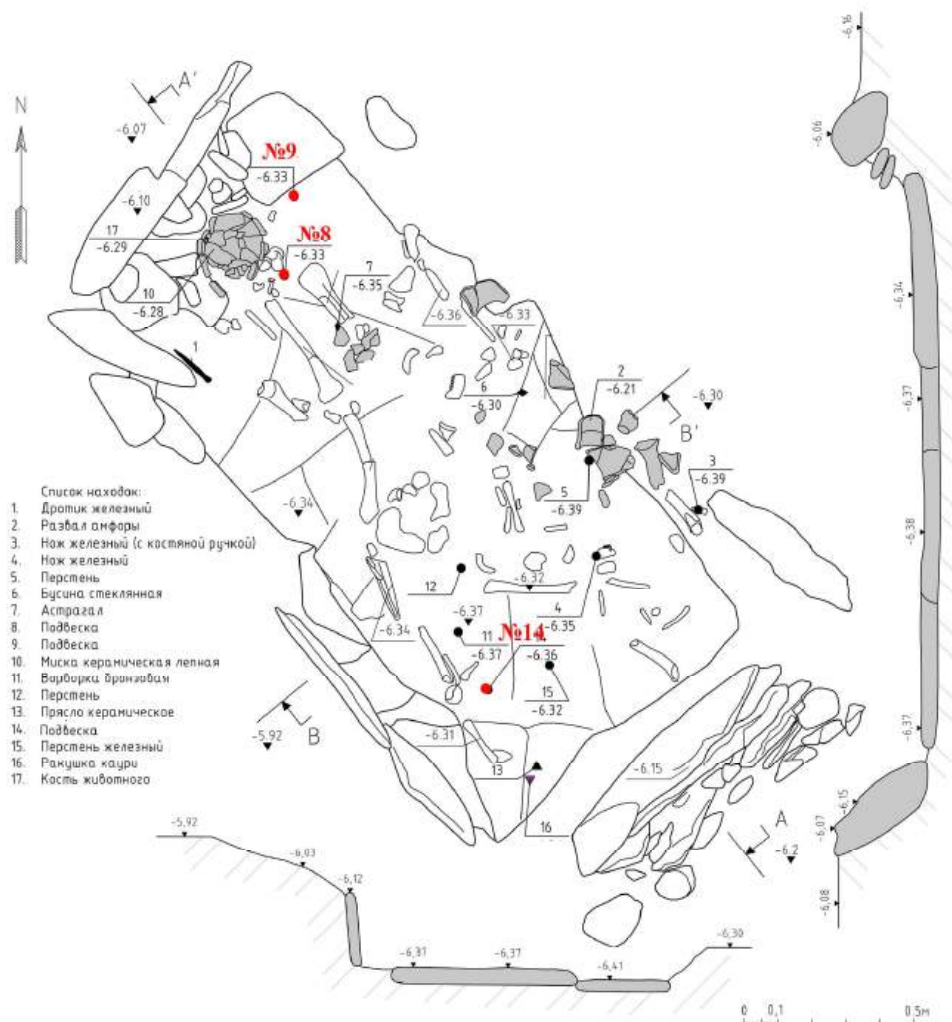 -6,16
A'
N
-6,07
№9
-6.33
-6,06
-6,10
17
-6.29
№8
-6.33
7
-6.35
-6,36
-6.33
-6,34
10
-6.28
1
2
-6.21
6
-6.30
-6,30
B'
-6,37
3
-6.39
5
-6.39
-6.34
Список находок:
1. Дротик железный
2. Развал амфоры
3. Нож железный (с костяной ручкой)
4. Нож железный
5. Перстень
6. Бусина стеклянная
7. Астрагал
8. Подвеска
9. Подвеска
10. Миска керамическая лепная
11. Ворворка бронзовая
12. Перстень
13. Прясло керамическое
14. Подвеска
15. Перстень железный
16. Ракушка каури
17. Кость животного
-6,38
12
-6.32
4
-6.35
-6.34
-6.37
11
-6.37
№14
-6.36
15
-6.32
B
-5.92
-6.31
-6,37
13
-6.15
16
-6,15
-6,07
A
-6.2
-6,08
-5,92
-6,03
-6,12
-6,37
-6,37
-6,41
-6,30
0 0,1 0,5м